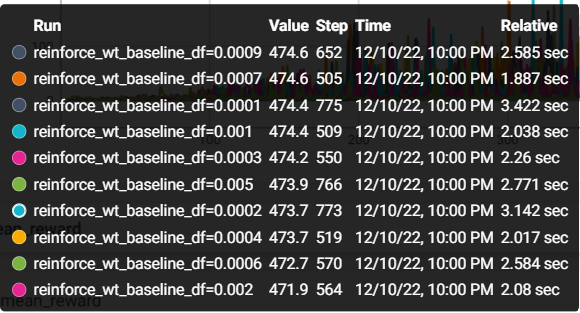 Run Value Step Time Relative
reinforce_wt_baseline_df=0.0009 474.6 652 12/10/22, 10:00 PM 2.585 sec
reinforce_wt_baseline_df=0.0007 474.6 505 12/10/22, 10:00 PM 1.887 sec
reinforce_wt_baseline_df=0.0001 474.4 775 12/10/22, 10:00 PM 3.422 sec
reinforce_wt_baseline_df=0.001 474.4 509 12/10/22, 10:00 PM 2.038 sec
reinforce_wt_baseline_df=0.0003 474.2 550 12/10/22, 10:00 PM 2.26 sec
reinforce_wt_baseline_df=0.005 473.9 766 12/10/22, 10:00 PM 2.771 sec
reinforce_wt_baseline_df=0.0002 473.7 773 12/10/22, 10:00 PM 3.142 sec
reinforce_wt_baseline_df=0.0004 473.7 519 12/10/22, 10:00 PM 2.017 sec
reinforce_wt_baseline_df=0.0006 472.7 570 12/10/22, 10:00 PM 2.584 sec
reinforce_wt_baseline_df=0.002 471.9 564 12/10/22, 10:00 PM 2.08 sec
mean_reward